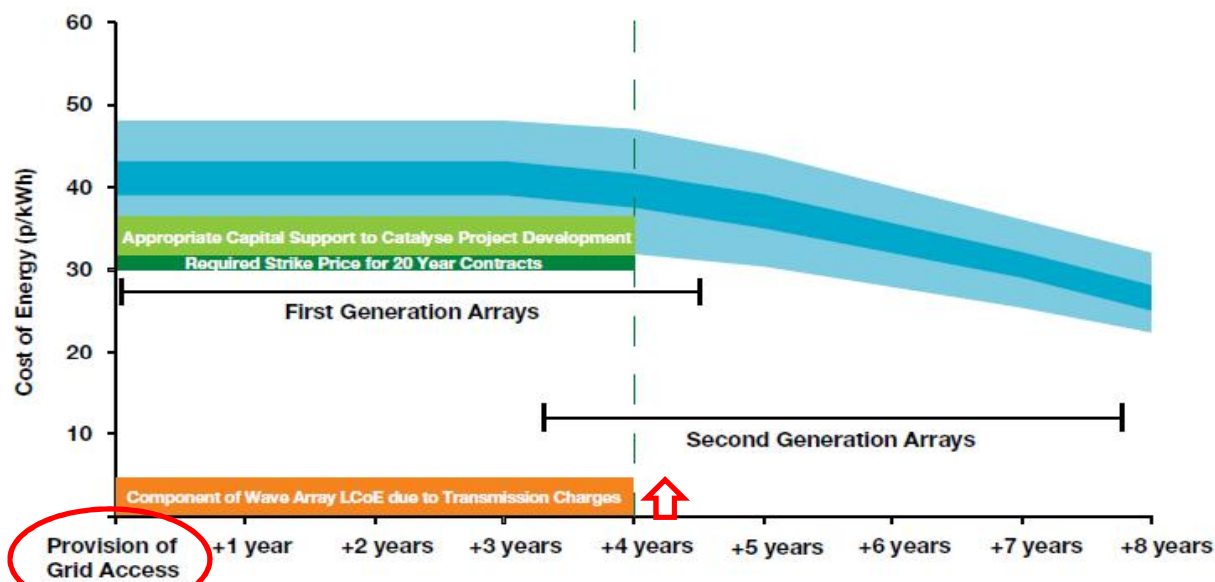 60
50
40
30
20
10
Cost of Energy (p/kWh)
Appropriate Capital Support to Catalyse Project Development
Required Strike Price for 20 Year Contracts
First Generation Arrays
Second Generation Arrays
Component of Wave Array LCoE due to Transmission Charges
Provision of
Grid Access
+1 year
+2 years
+3 years
+4 years
+5 years
+6 years
+7 years
+8 years